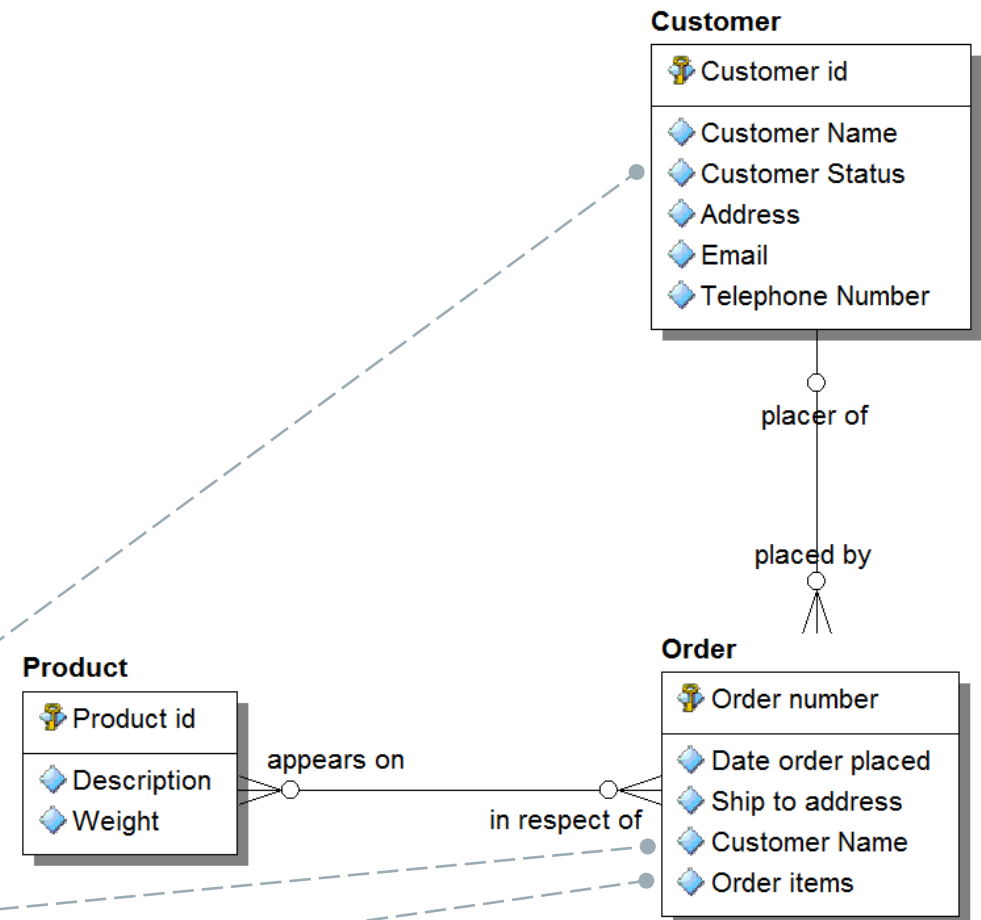 Customer
Customer id
Customer Name
Customer Status
Address
Email
Telephone Number
placer of
placed by
Product
Product id
Description
Weight
appears on
in respect of
Order
Order number
Date order placed
Ship to address
Customer Name
Order items